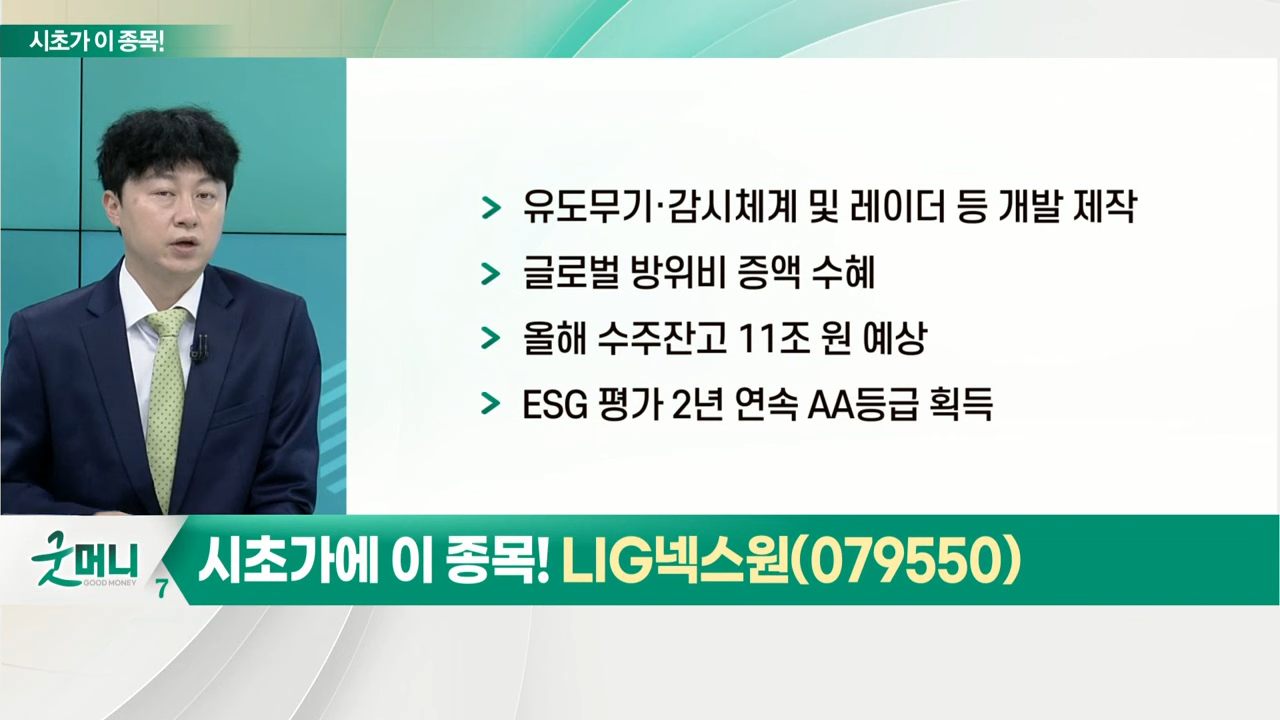 시초가 이 종목!
> 유도무기·감시체계 및 레이더 등 개발 제작
> 글로벌 방위비 증액 수혜
> 올해 수주잔고 11조 원 예상
> ESG 평가 2년 연속 AA등급 획득
굿머니
GOOD MONEY
7
시초가에 이 종목! LIG넥스원(079550)